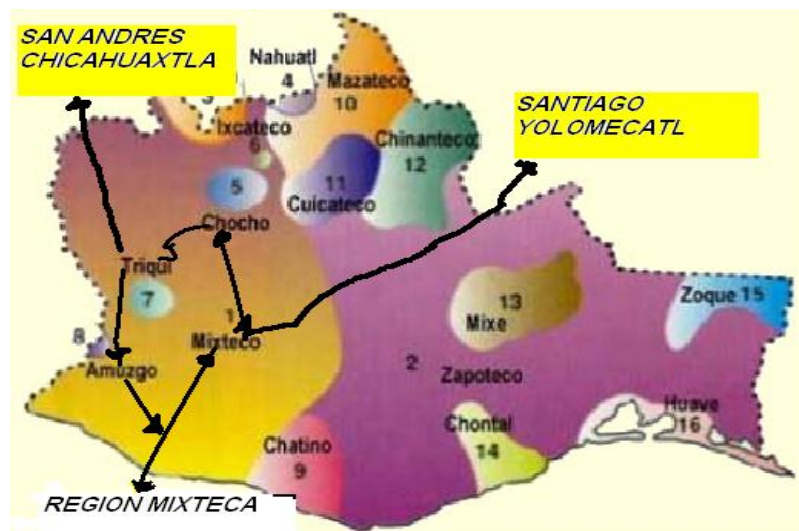 SAN ANDRES
CHICAHUAXTLA
Nahuatl
4
Mazateco
10
SANTIAGO
YOLOMECATL
Ixcateco
6
Chinanteco
12
5
11
Cuicateco
Chocho
Triqui
7
13
Mixe
Zoque 15
8
1
Mixteco
Amuzgo
2
Zapoteco
Huave
16
Chatino
9
Chontal
14
REGION MIXTECA